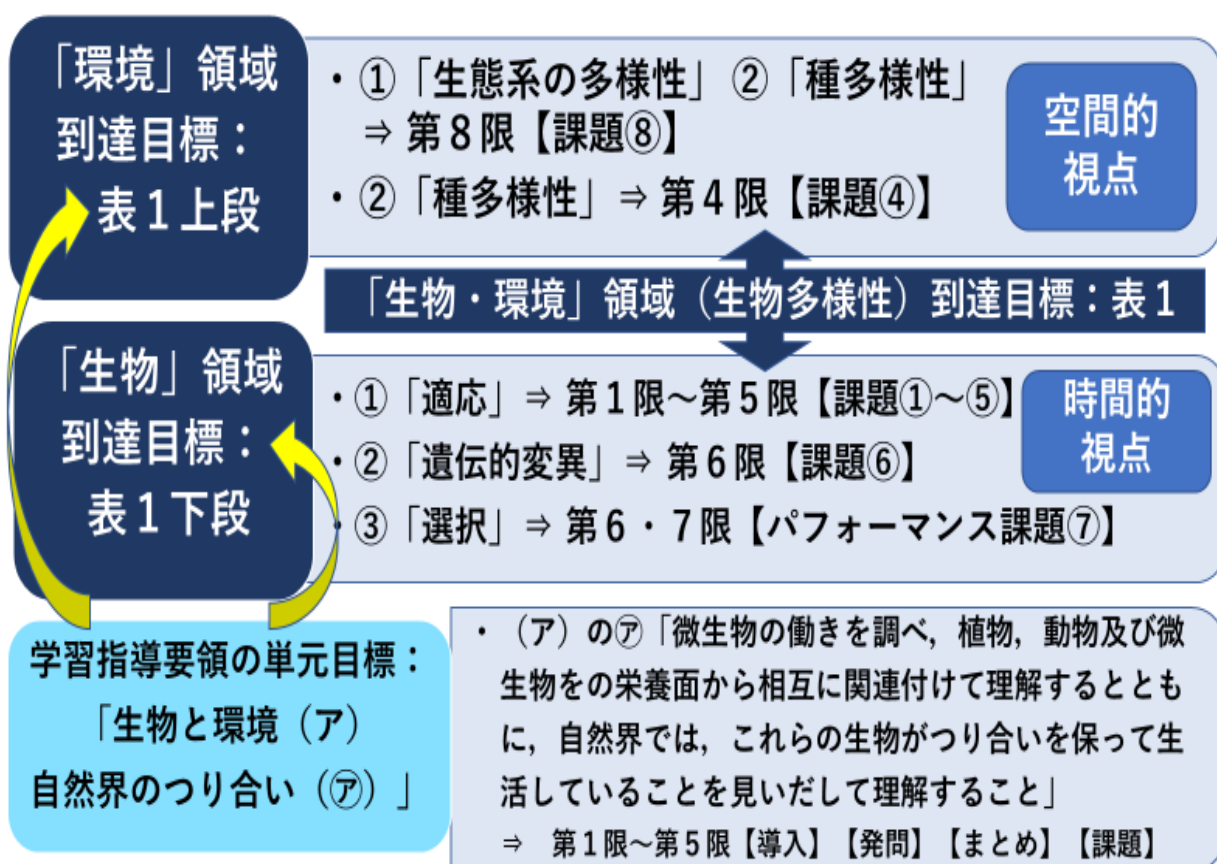 「環境」領域
到達目標：
表１上段
・①「生態系の多様性」②「種多様性」
⇒ 第８限【課題⑧】
・②「種多様性」⇒ 第４限【課題④】
空間的
視点
「生物・環境」領域（生物多様性）到達目標：表１
「生物」領域
到達目標：
表１下段
・①「適応」⇒ 第１限～第５限【課題①～⑤】
・②「遺伝的変異」⇒ 第６限【課題⑥】
・③「選択」⇒ 第６・７限【パフォーマンス課題⑦】
時間的
視点
学習指導要領の単元目標：
「生物と環境（ア）
自然界のつり合い（㋐）」
・（ア）の㋐「微生物の働きを調べ，植物，動物及び微
生物をの栄養面から相互に関連付けて理解するととも
に，自然界では，これらの生物がつり合いを保って生
活していることを見いだして理解すること」
⇒ 第１限～第５限【導入】【発問】【まとめ】【課題】